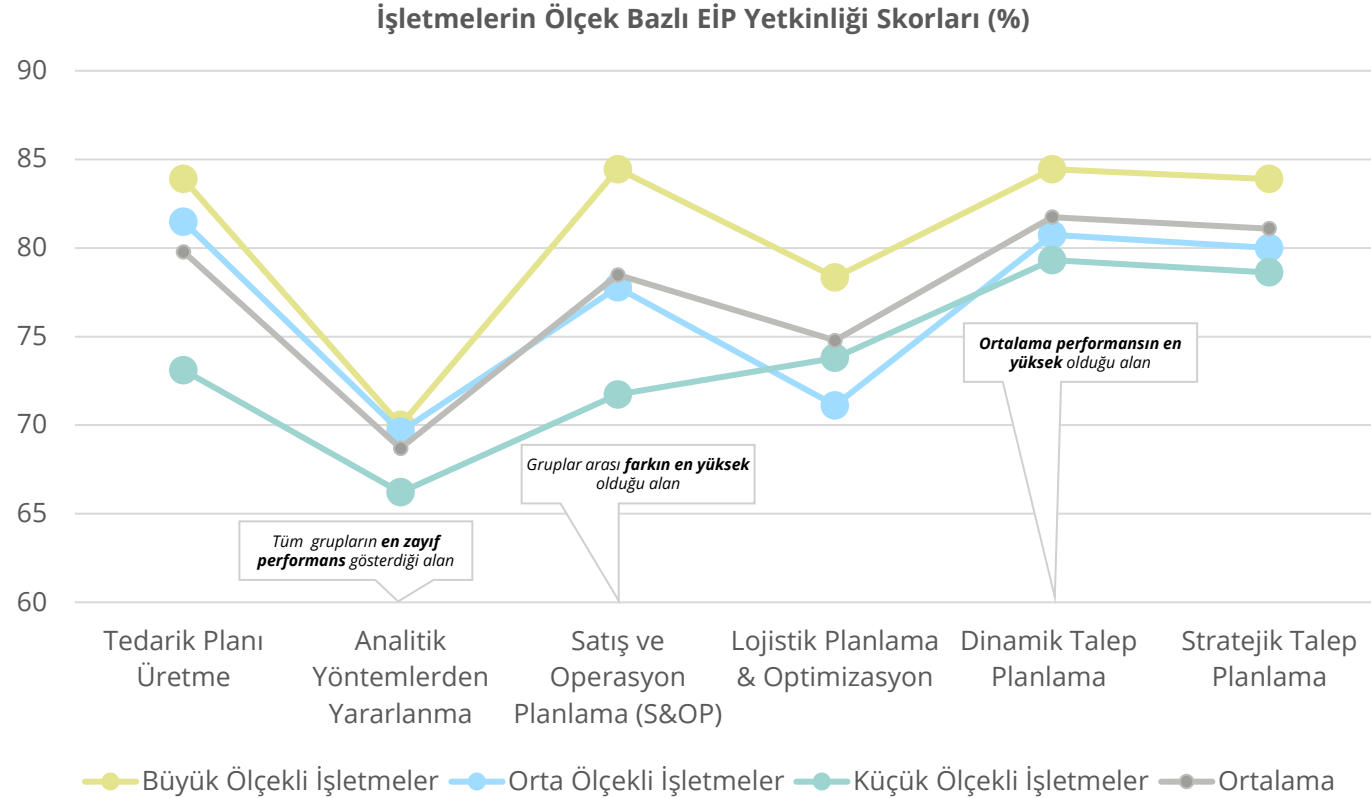 İşletmelerin Ölçek Bazlı EİP Yetkinliği Skorları (%)
90
85
80
75
70
65
60
Ortalama performansın en
yüksek olduğu alan
Gruplar arası farkın en yüksek
olduğu alan
Tüm grupların en zayıf
performans gösterdiği alan
Tedarik Planı
Üretme
Analitik
Yöntemlerden
Yararlanma
Satış ve
Operasyon
Planlama (S&OP)
Lojistik Planlama
& Optimizasyon
Dinamik Talep
Planlama
Stratejik Talep
Planlama
Büyük Ölçekli İşletmeler
Orta Ölçekli İşletmeler
Küçük Ölçekli İşletmeler
Ortalama